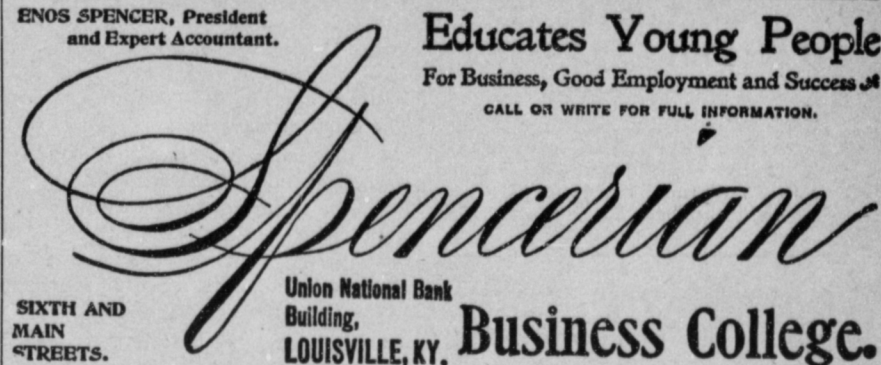 ENOS SPENCER, President
and Expert Accountant.
Educates Young People
For Business, Good Employment and Success
CALL OR WRITE FOR FULL INFORMATION.
Spencerian
SIXTH AND
MAIN
STREETS.
Union National Bank
Building,
LOUISVILLE, KY.
Business College.